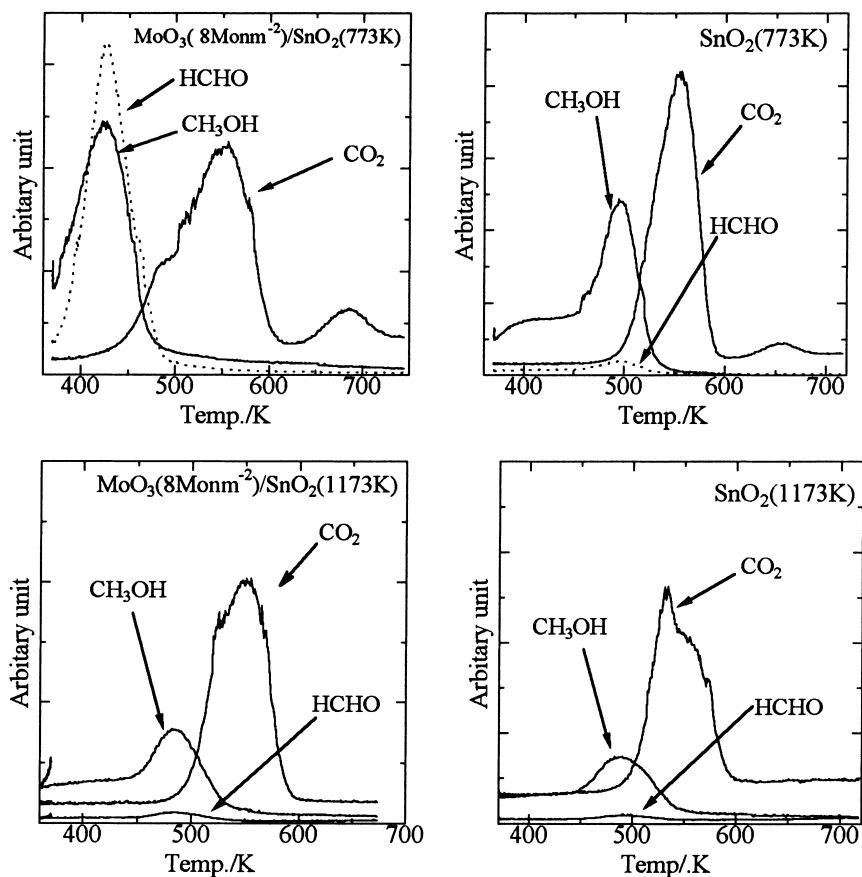 MoO₃( 8Monm⁻²)/SnO₂(773K)
HCHO
CH₃OH
CO₂
Arbitary unit
400 500 600 700
Temp./K
SnO₂(773K)
CH₃OH
CO₂
HCHO
Arbitary unit
400 500 600 700
Temp./K
MoO₃(8Monm⁻²)/SnO₂(1173K)
CO₂
CH₃OH
HCHO
Arbitary unit
400 500 600 700
Temp./K
SnO₂(1173K)
CO₂
CH₃OH
HCHO
Arbitary unit
400 500 600 700
Temp/.K